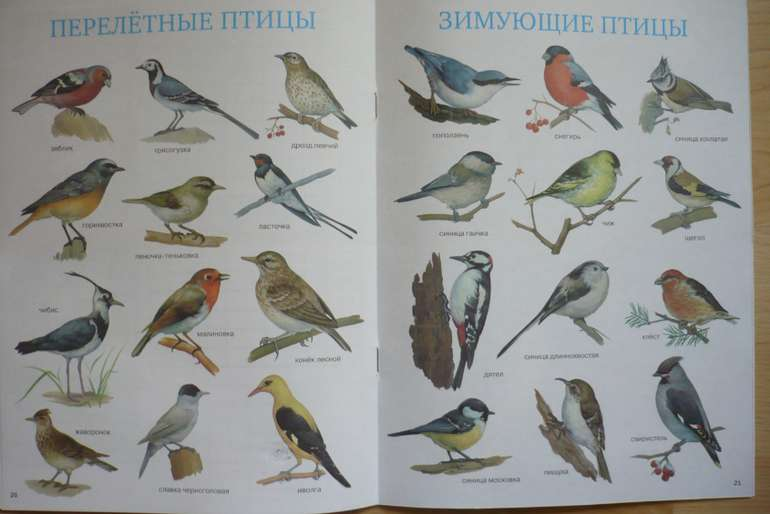 ПЕРЕЛЁТНЫЕ ПТИЦЫ
зяблик
трясогузка
дрозд певчий
горихвостка
пеночка-теньковка
ласточка
чибис
малиновка
конёк лесной
жаворонок
славка черноголовая
иволга
20
ЗИМУЮЩИЕ ПТИЦЫ
поползень
снегирь
синица хохлатая
синица гаичка
чиж
щегол
дятел
синица длиннохвостая
клёст
синица московка
пищуха
свиристель
21